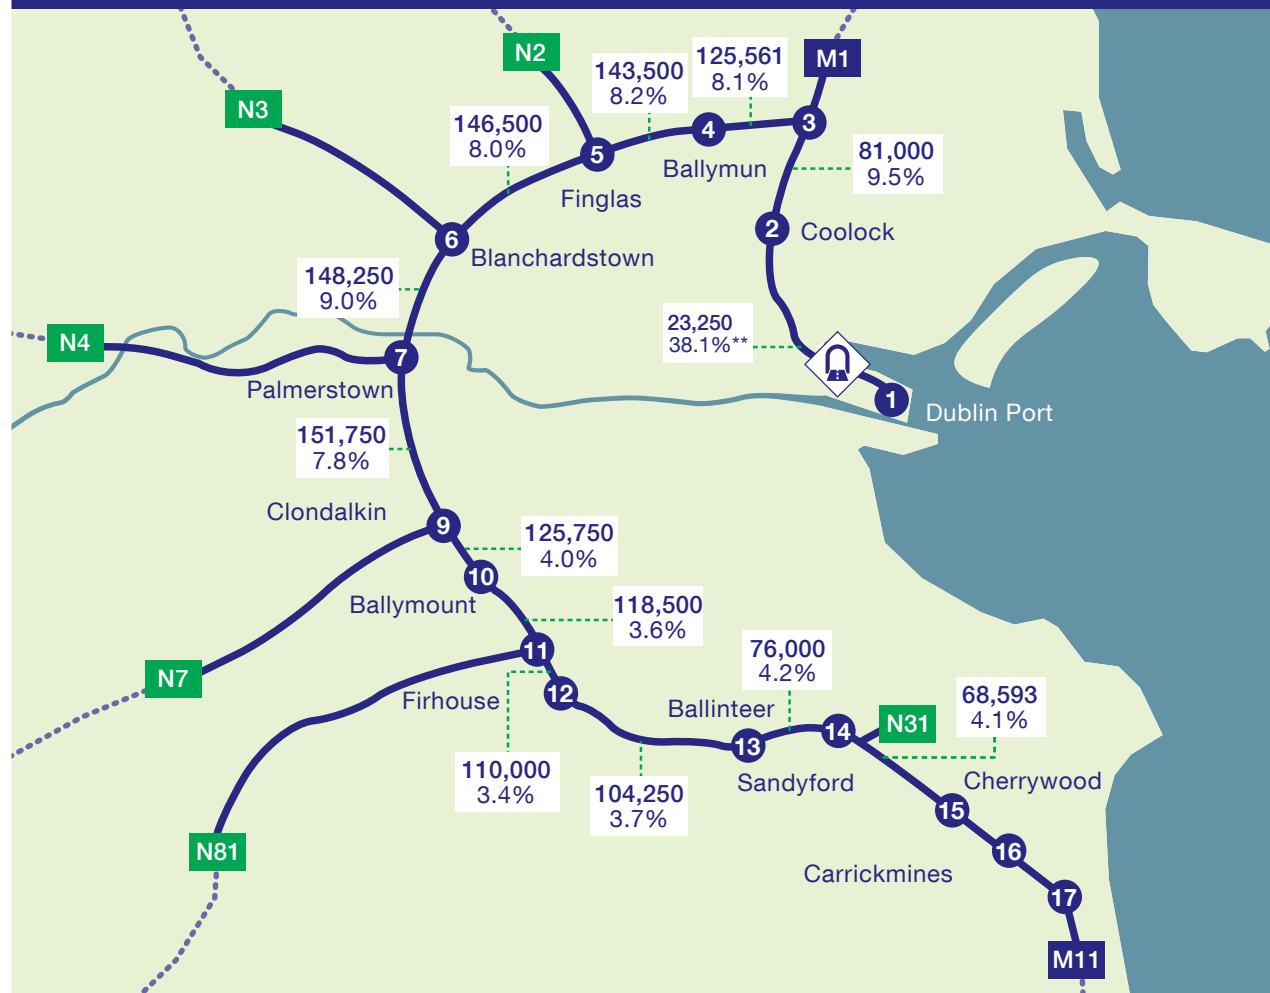 N2
M1
125,561
8.1%
143,500
8.2%
N3
146,500
8.0%
3
4
5
Ballymun
81,000
9.5%
Finglas
2
Coolock
6
Blanchardstown
148,250
9.0%
23,250
38.1%**
N4
7
Palmerstown
1
Dublin Port
151,750
7.8%
Clondalkin
9
125,750
4.0%
10
Ballymount
118,500
3.6%
11
76,000
4.2%
N7
12
Firhouse
68,593
4.1%
Ballinteer
13
14
N31
110,000
3.4%
104,250
3.7%
Sandyford
Cherrywood
15
N81
16
Carrickmines
17
M11